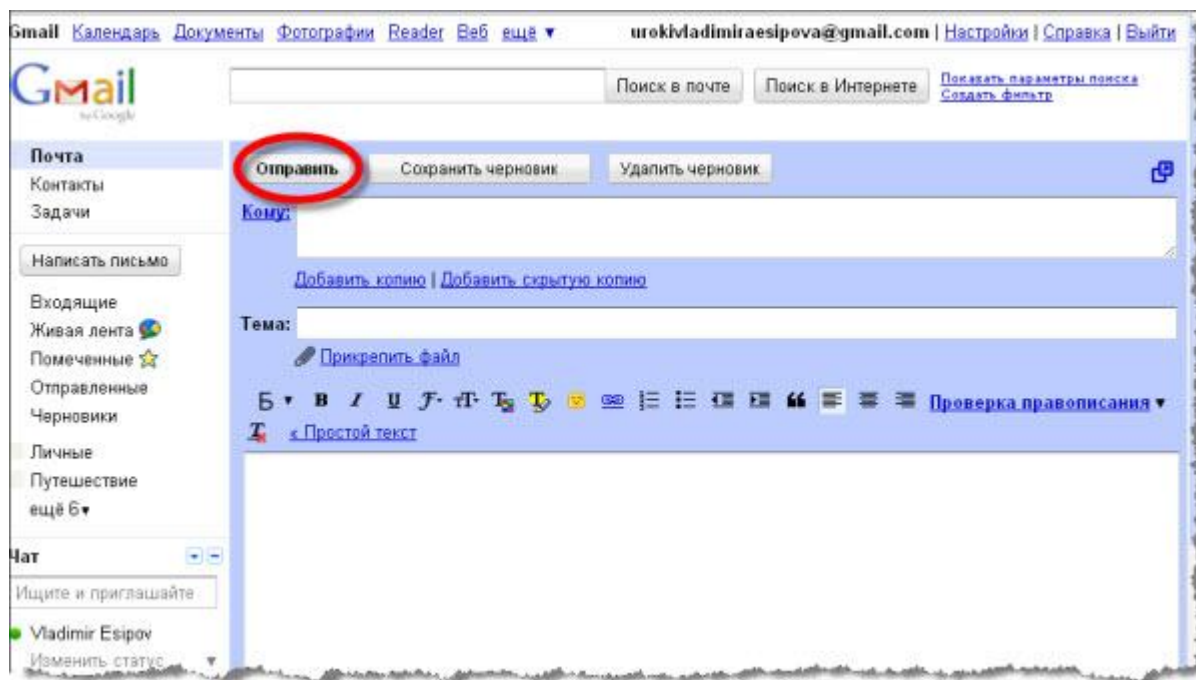 Gmail Календарь Документы Фотографии Reader Веб ещё ▼ urokivladimiraesipova@gmail.com | Настройки | Справка | Выйти
Gmail
by Google
Поиск в почте Поиск в Интернете Показать параметры поиска
Создать фильтр
Почта
Контакты
Задачи
Написать письмо
Входящие
Живая лента
Помеченные
Отправленные
Черновики
Личные
Путешествие
ещё 6▼
Чат
Ищите и приглашайте
Vladimir Esipov
Изменить статус ▼
Отправить Сохранить черновик Удалить черновик
Кому:
Добавить копию | Добавить скрытую копию
Тема:
Прикрепить файл
Б ▼ B I U F T T T Проверка правописания ▼
T « Простой текст